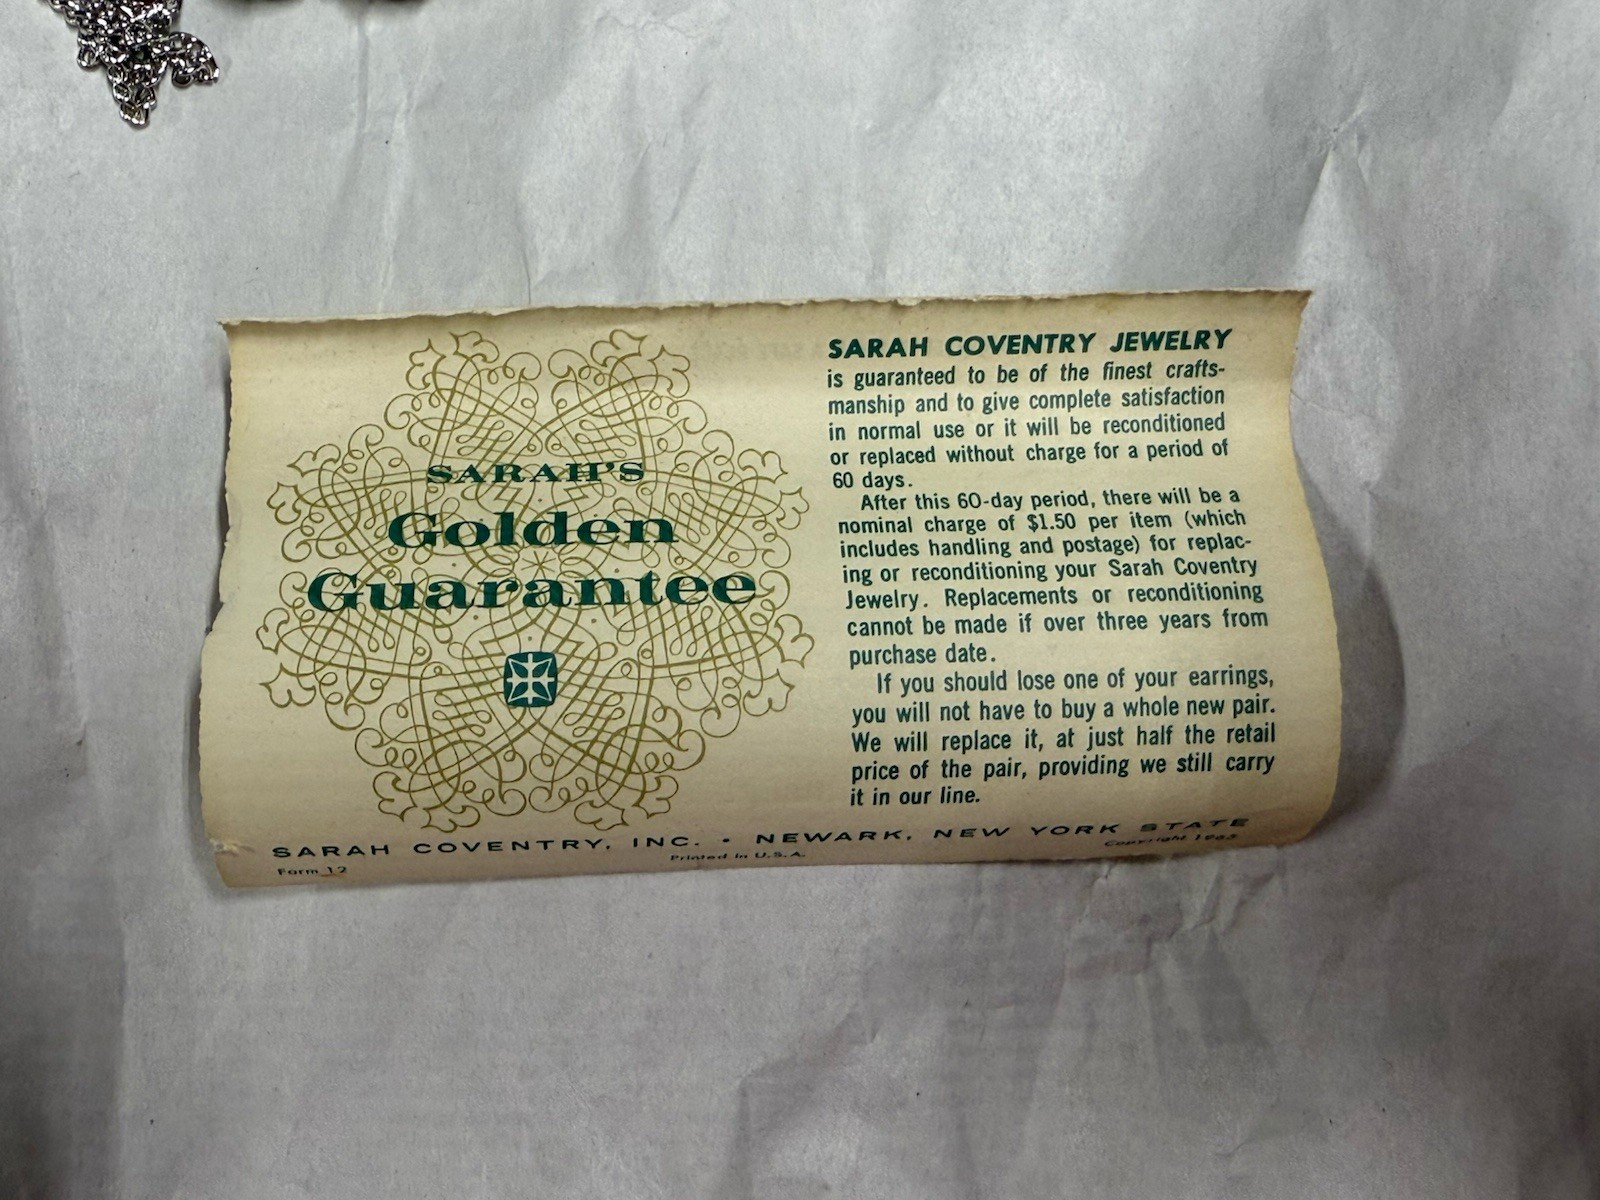 SARAH'S
Golden
Guarantee
SARAH COVENTRY JEWELRY
is guaranteed to be of the finest crafts-
manship and to give complete satisfaction
in normal use or it will be reconditioned
or replaced without charge for a period of
60 days.
After this 60-day period, there will be a
nominal charge of $1.50 per item (which
includes handling and postage) for replac-
ing or reconditioning your Sarah Coventry
Jewelry. Replacements or reconditioning
cannot be made if over three years from
purchase date.
If you should lose one of your earrings,
you will not have to buy a whole new pair.
We will replace it, at just half the retail
price of the pair, providing we still carry
it in our line.
SARAH COVENTRY, INC. • NEWARK, NEW YORK STATE
Form 12
Printed in U.S.A.
Copyright